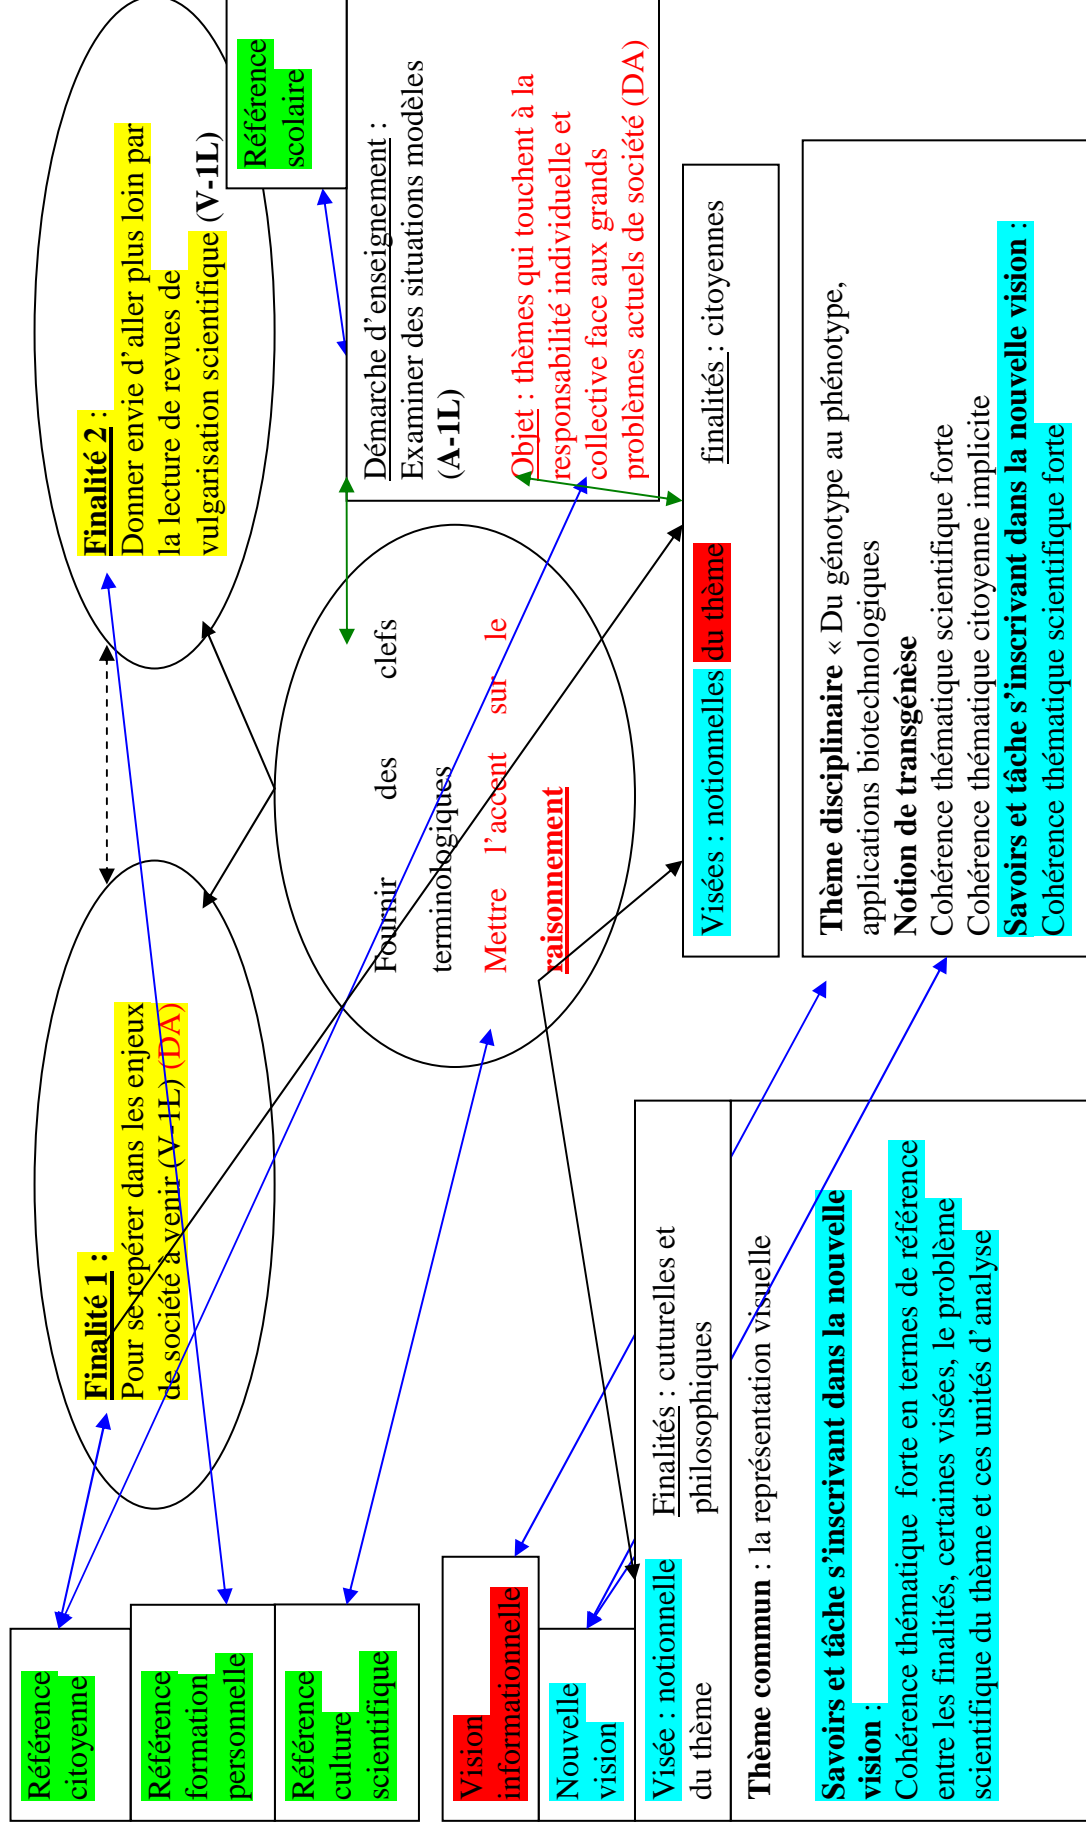 Référence
citoyenne
Référence
formation
personnelle
Référence
culture
scientifique
Finalité 1 :
Pour se repérer dans les enjeux
de société à venir (V-1L) (DA)
Finalité 2 :
Donner envie d'aller plus loin par
la lecture de revues de
vulgarisation scientifique (V-1L)
Référence
scolaire
Fournir des clefs
terminologiques
Mettre l'accent sur le
raisonnement
Démarche d'enseignement :
Examiner des situations modèles
(A-1L)
Objet : thèmes qui touchent à la
responsabilité individuelle et
collective face aux grands
problèmes actuels de société (DA)
Vision
informationnelle
Nouvelle
vision
Visée : notionnelle Finalités : cuturelles et
du thème philosophiques
Visées : notionnelles du thème finalités : citoyennes
Thème commun : la représentation visuelle
Savoirs et tâche s'inscrivant dans la nouvelle
vision :
Cohérence thématique forte en termes de référence
entre les finalités, certaines visées, le problème
scientifique du thème et ces unités d'analyse
Thème disciplinaire « Du génotype au phénotype,
applications biotechnologiques
Notion de transgénèse
Cohérence thématique scientifique forte
Cohérence thématique citoyenne implicite
Savoirs et tâche s'inscrivant dans la nouvelle vision :
Cohérence thématique scientifique forte